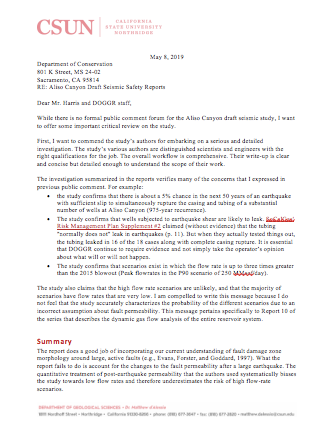 CSUN
CALIFORNIA
STATE UNIVERSITY
NORTHRIDGE
May 8, 2019
Department of Conservation
801 K Street, MS 24-02
Sacramento, CA 95814
RE: Aliso Canyon Draft Seismic Safety Reports
Dear Mr. Harris and DOGGR staff,
While there is no formal public comment forum for the Aliso Canyon draft seismic study, I want
to offer some important critical review on the study.
First, I want to commend the study's authors for embarking on a serious and detailed
investigation. The study's various authors are distinguished scientists and engineers with the
right qualifications for the job. The overall workflow is comprehensive. Their write-up is clear
and concise but detailed enough to understand the scope of their work.
The information summarized in the reports verifies many of the concerns that I expressed in
previous public comment. For example:
• the study confirms that there is about a 5% chance in the next 50 years of an earthquake
with sufficient slip to simultaneously rupture the casing and tubing of a substantial
number of wells at Aliso Canyon (975-year recurrence).
• The study confirms that wells subjected to earthquake shear are likely to leak. SoCalGas'
Risk Management Plan Supplement #2 claimed (without evidence) that the tubing
"normally does not" leak in earthquakes (p. 11). But when they actually tested things out,
the tubing leaked in 16 of the 18 cases along with complete casing rupture. It is essential
that DOGGR continue to require evidence and not simply take the operator's opinion
about what will or will not happen.
• The study confirms that scenarios exist in which the flow rate is up to three times greater
than the 2015 blowout (Peak flowrates in the P90 scenario of 250 MMscf/day).
The study also claims that the high flow rate scenarios are unlikely, and that the majority of
scenarios have flow rates that are very low. I am compelled to write this message because I do
not feel that the study accurately characterizes the probability of the different scenarios due to an
incorrect assumption about fault permeability. This message pertains specifically to Report 10 of
the series that describes the dynamic gas flow analysis of the entire reservoir system.
Summary
The report does a good job of incorporating our current understanding of fault damage zone
morphology around large, active faults (e.g., Evans, Forster, and Goddard, 1997). What the
report fails to do is account for the changes to the fault permeability after a large earthquake. The
quantitative treatment of post-earthquake permeability that the authors used systematically biases
the study towards low flow rates and therefore underestimates the risk of high flow-rate
scenarios.
DEPARTMENT OF GEOLOGICAL SCIENCES • Dr. Matthew d'Alessio